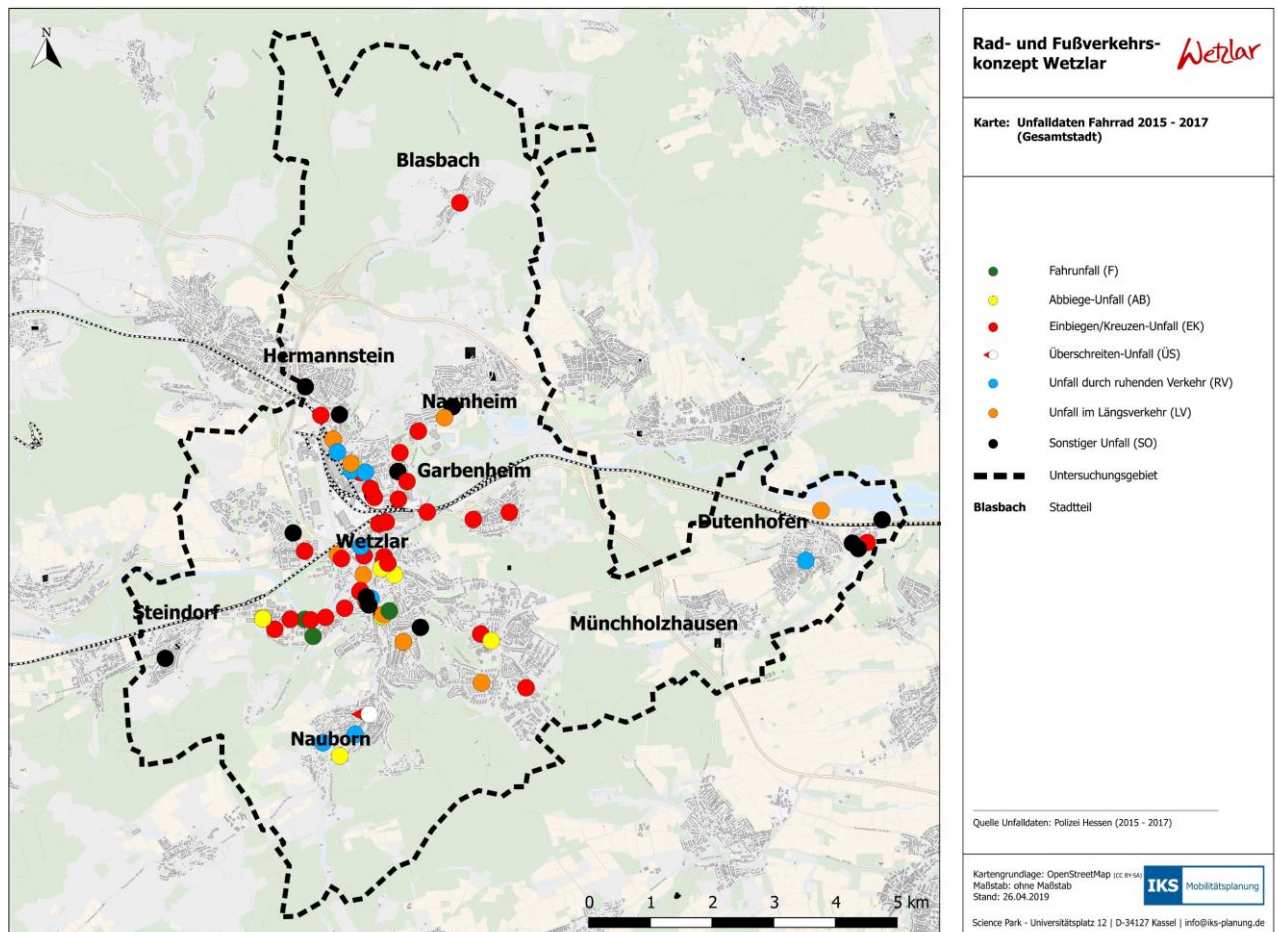 N
Blasbach
Hermannstein
Nannheim
Garbenheim
Dutenhofen
Wetzlar
Steindorf
Münchholzhausen
Nauborn
0 1 2 3 4 5 km
Rad- und Fußverkehrs-
konzept Wetzlar
Wetzlar
Karte: Unfalldaten Fahrrad 2015 - 2017
(Gesamtstadt)
Fahrunfall (F)
Abbiege-Unfall (AB)
Einbiegen/Kreuzen-Unfall (EK)
Überschreiten-Unfall (ÜS)
Unfall durch ruhenden Verkehr (RV)
Unfall im Längsverkehr (LV)
Sonstiger Unfall (SO)
Untersuchungsgebiet
Blasbach Stadtteil
Quelle Unfalldaten: Polizei Hessen (2015 - 2017)
Kartengrundlage: OpenStreetMap (CC BY-SA)
Maßstab: ohne Maßstab
Stand: 26.04.2019
IKS Mobilitätsplanung
Science Park - Universitätsplatz 12 | D-34127 Kassel | info@iks-planung.de